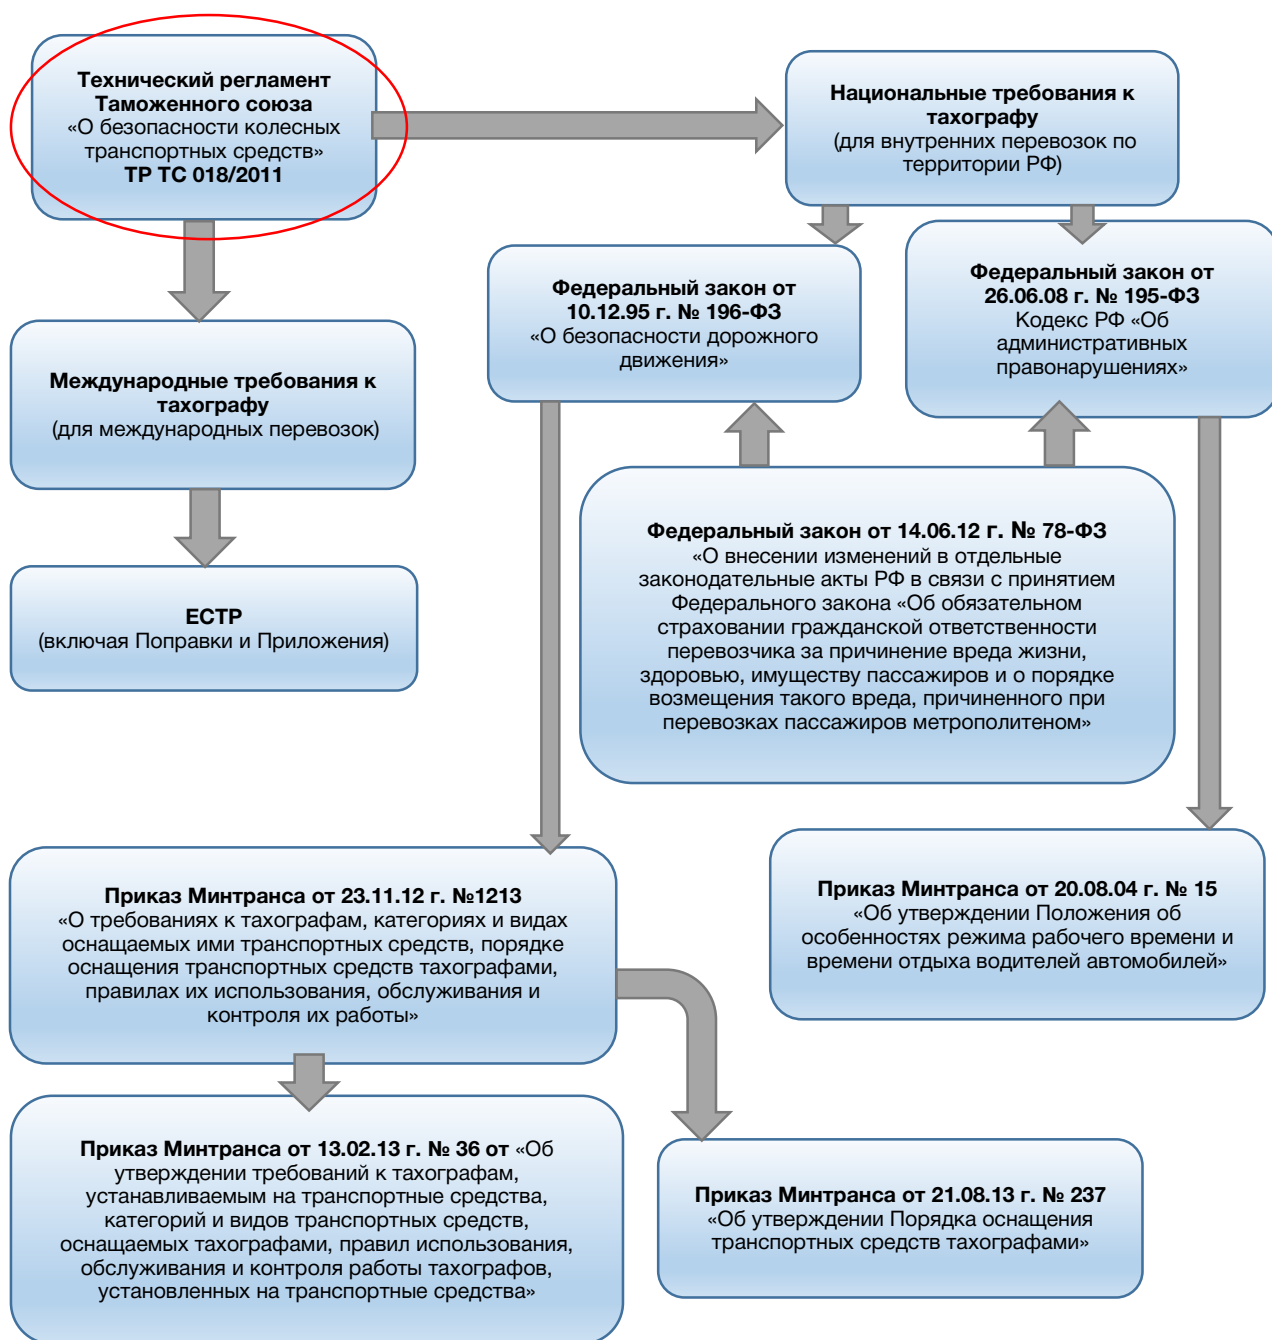 Технический регламент
Таможенного союза
«О безопасности колесных
транспортных средств»
ТР ТС 018/2011
Национальные требования к
тахографу
(для внутренних перевозок по
территории РФ)
Федеральный закон от
10.12.95 г. № 196-ФЗ
«О безопасности дорожного
движения»
Федеральный закон от
26.06.08 г. № 195-ФЗ
Кодекс РФ «Об
административных
правонарушениях»
Международные требования к
тахографу
(для международных перевозок)
Федеральный закон от 14.06.12 г. № 78-ФЗ
«О внесении изменений в отдельные
законодательные акты РФ в связи с принятием
Федерального закона «Об обязательном
страховании гражданской ответственности
перевозчика за причинение вреда жизни,
здоровью, имуществу пассажиров и о порядке
возмещения такого вреда, причиненного при
перевозках пассажиров метрополитеном»
ЕСТР
(включая Поправки и Приложения)
Приказ Минтранса от 23.11.12 г. №1213
«О требованиях к тахографам, категориях и видах
оснащаемых ими транспортных средств, порядке
оснащения транспортных средств тахографами,
правилах их использования, обслуживания и
контроля их работы»
Приказ Минтранса от 20.08.04 г. № 15
«Об утверждении Положения об
особенностях режима рабочего времени и
времени отдыха водителей автомобилей»
Приказ Минтранса от 13.02.13 г. № 36 от «Об
утверждении требований к тахографам,
устанавливаемым на транспортные средства,
категорий и видов транспортных средств,
оснащаемых тахографами, правил использования,
обслуживания и контроля работы тахографов,
установленных на транспортные средства»
Приказ Минтранса от 21.08.13 г. № 237
«Об утверждении Порядка оснащения
транспортных средств тахографами»